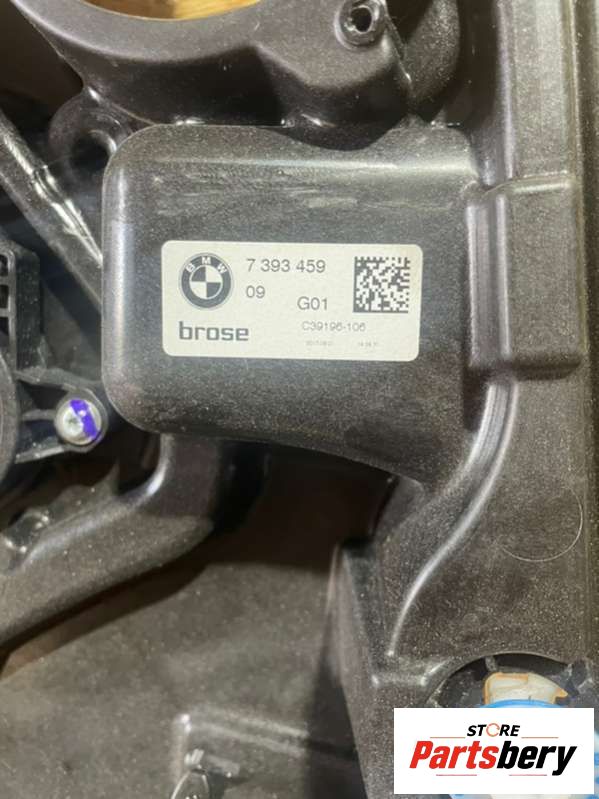 BMW
7 393 459
09
G01
brose
C39196-106
STORE
Partsbery